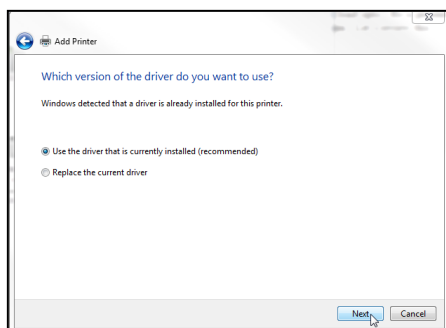 Add Printer
Which version of the driver do you want to use?
Windows detected that a driver is already installed for this printer.
Use the driver that is currently installed (recommended)
Replace the current driver
Next
Cancel